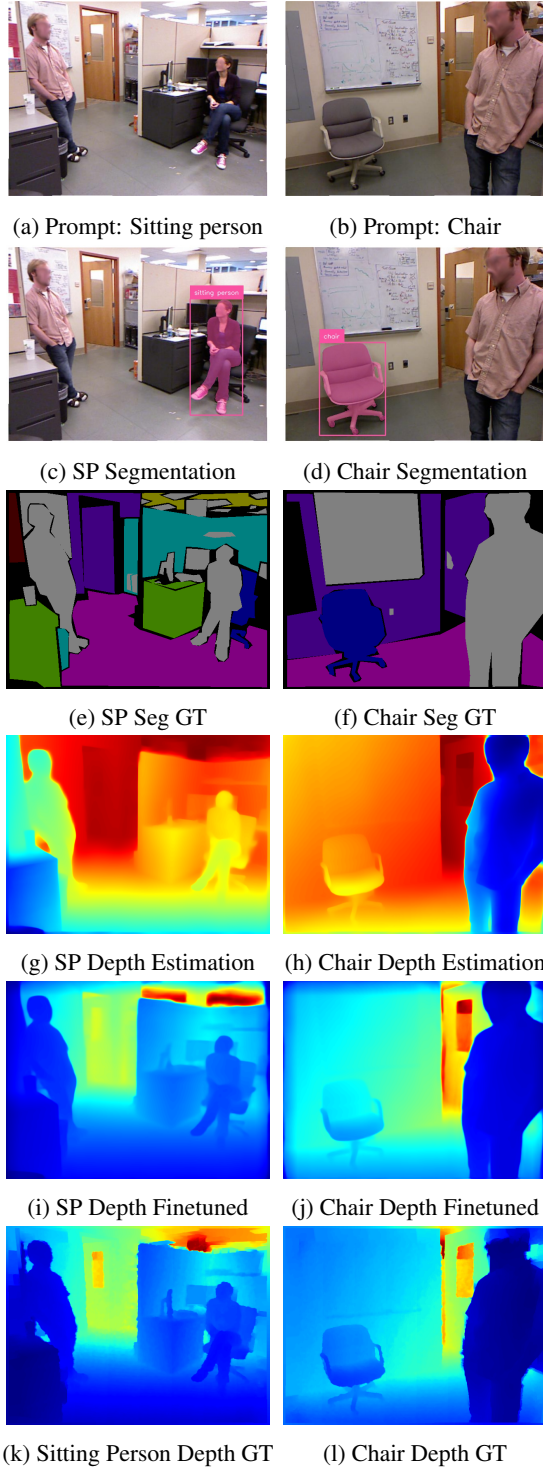 (a) Prompt: Sitting person
(b) Prompt: Chair
sitting person
chair
(c) SP Segmentation
(d) Chair Segmentation
(e) SP Seg GT
(f) Chair Seg GT
(g) SP Depth Estimation
(h) Chair Depth Estimation
(i) SP Depth Finetuned
(j) Chair Depth Finetuned
(k) Sitting Person Depth GT
(l) Chair Depth GT